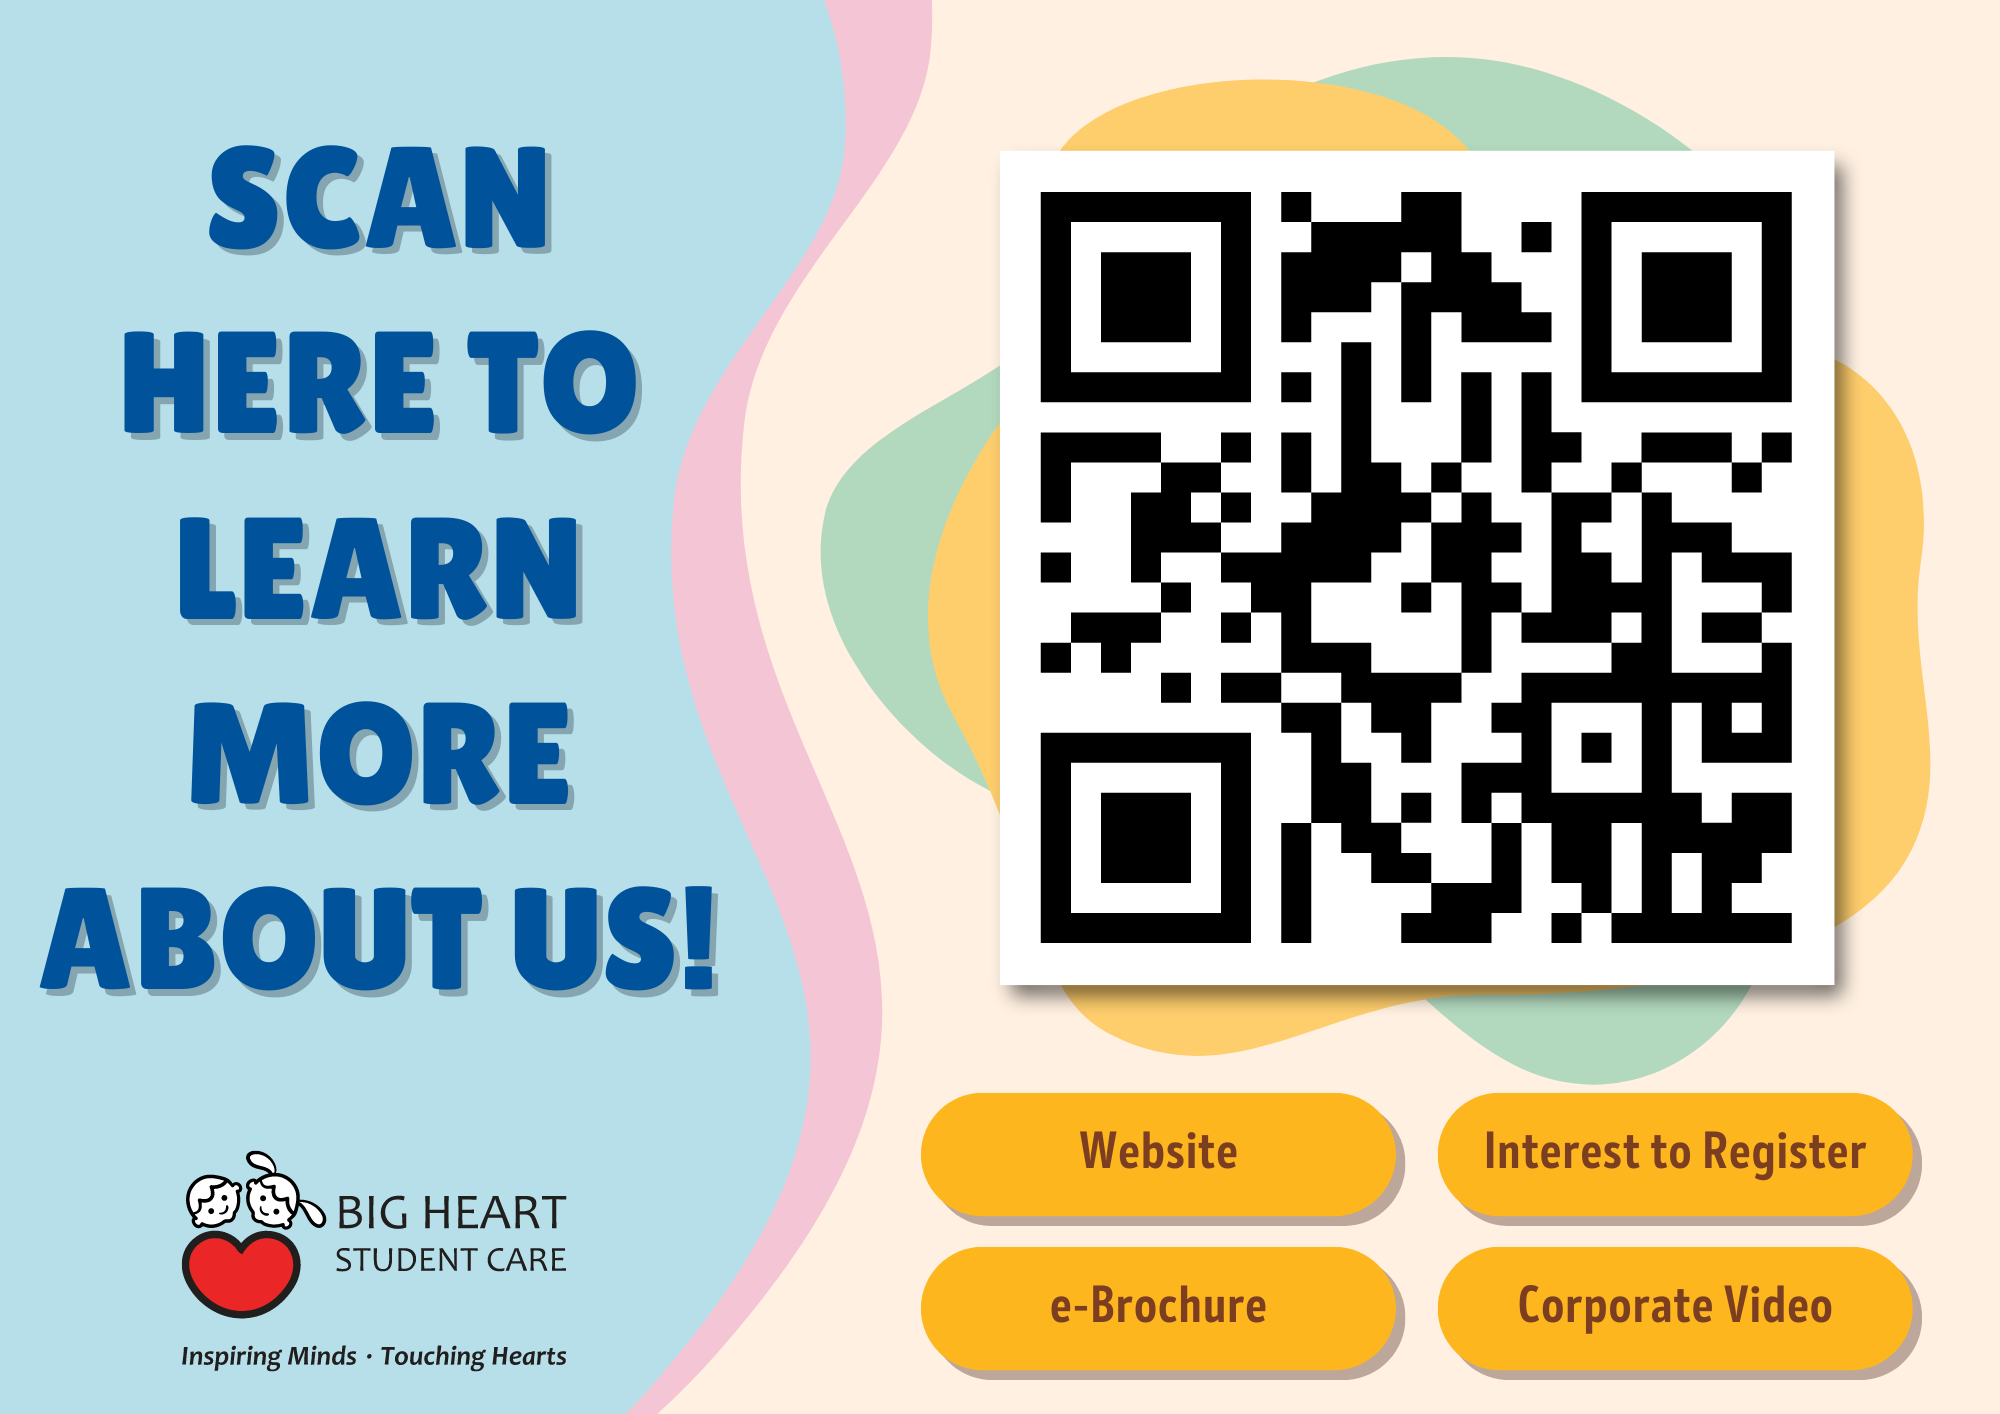 SCAN
HERE TO
LEARN
MORE
ABOUT US!
BIG HEART
STUDENT CARE
Inspiring Minds · Touching Hearts
Website
Interest to Register
e-Brochure
Corporate Video